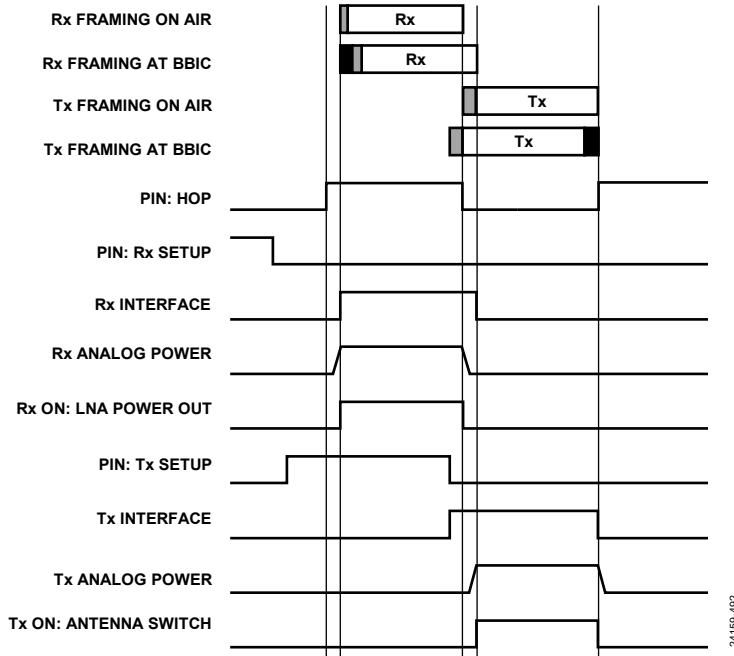 Rx FRAMING ON AIR
Rx
Rx FRAMING AT BBIC
Rx
Tx FRAMING ON AIR
Tx
Tx FRAMING AT BBIC
Tx
PIN: HOP
PIN: Rx SETUP
Rx INTERFACE
Rx ANALOG POWER
Rx ON: LNA POWER OUT
PIN: Tx SETUP
Tx INTERFACE
Tx ANALOG POWER
Tx ON: ANTENNA SWITCH
24159-492